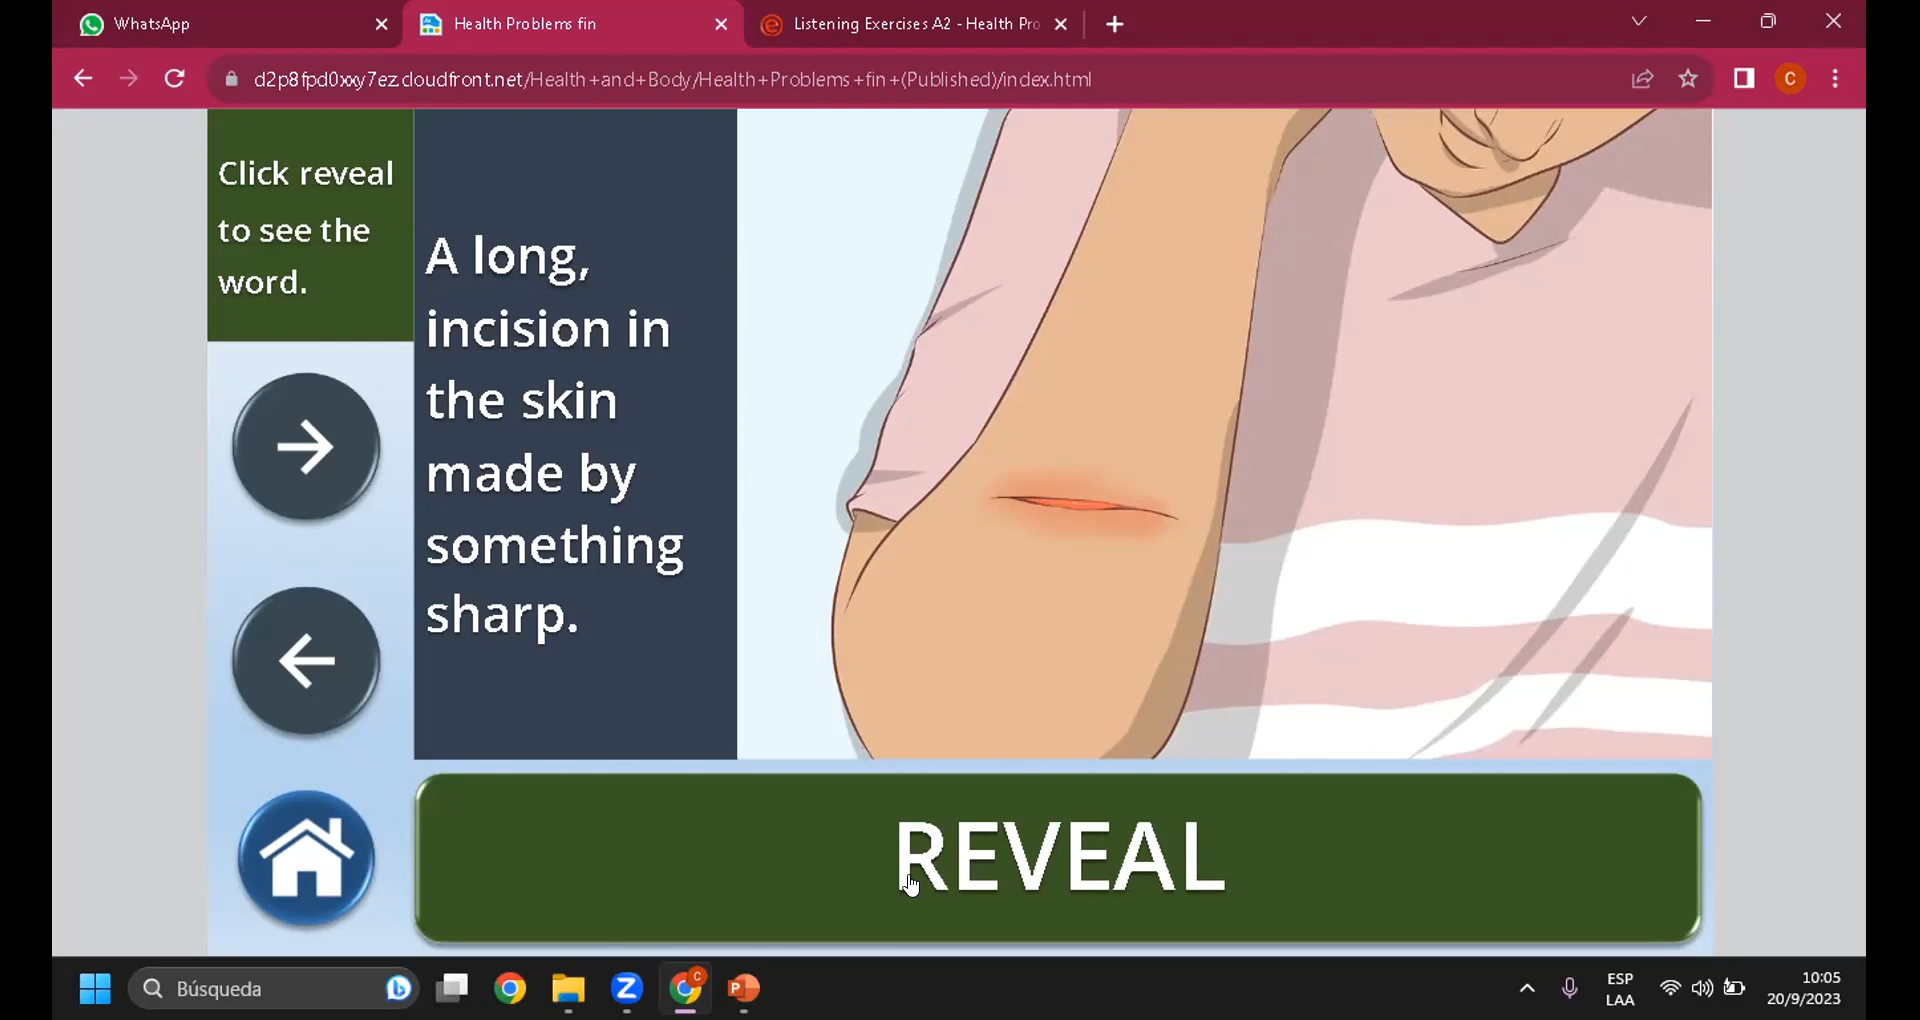 WhatsApp
Health Problems fin
Listening Exercises A2 - Health Pro
d2p8fpd0xxy7ez.cloudfront.net/Health+and+Body/Health+Problems+fin+(Published)/index.html
C
Click reveal
to see the
word.
A long,
incision in
the skin
made by
something
sharp.
REVEAL
Búsqueda
C
P
ESP
LAA
10:05
20/9/2023